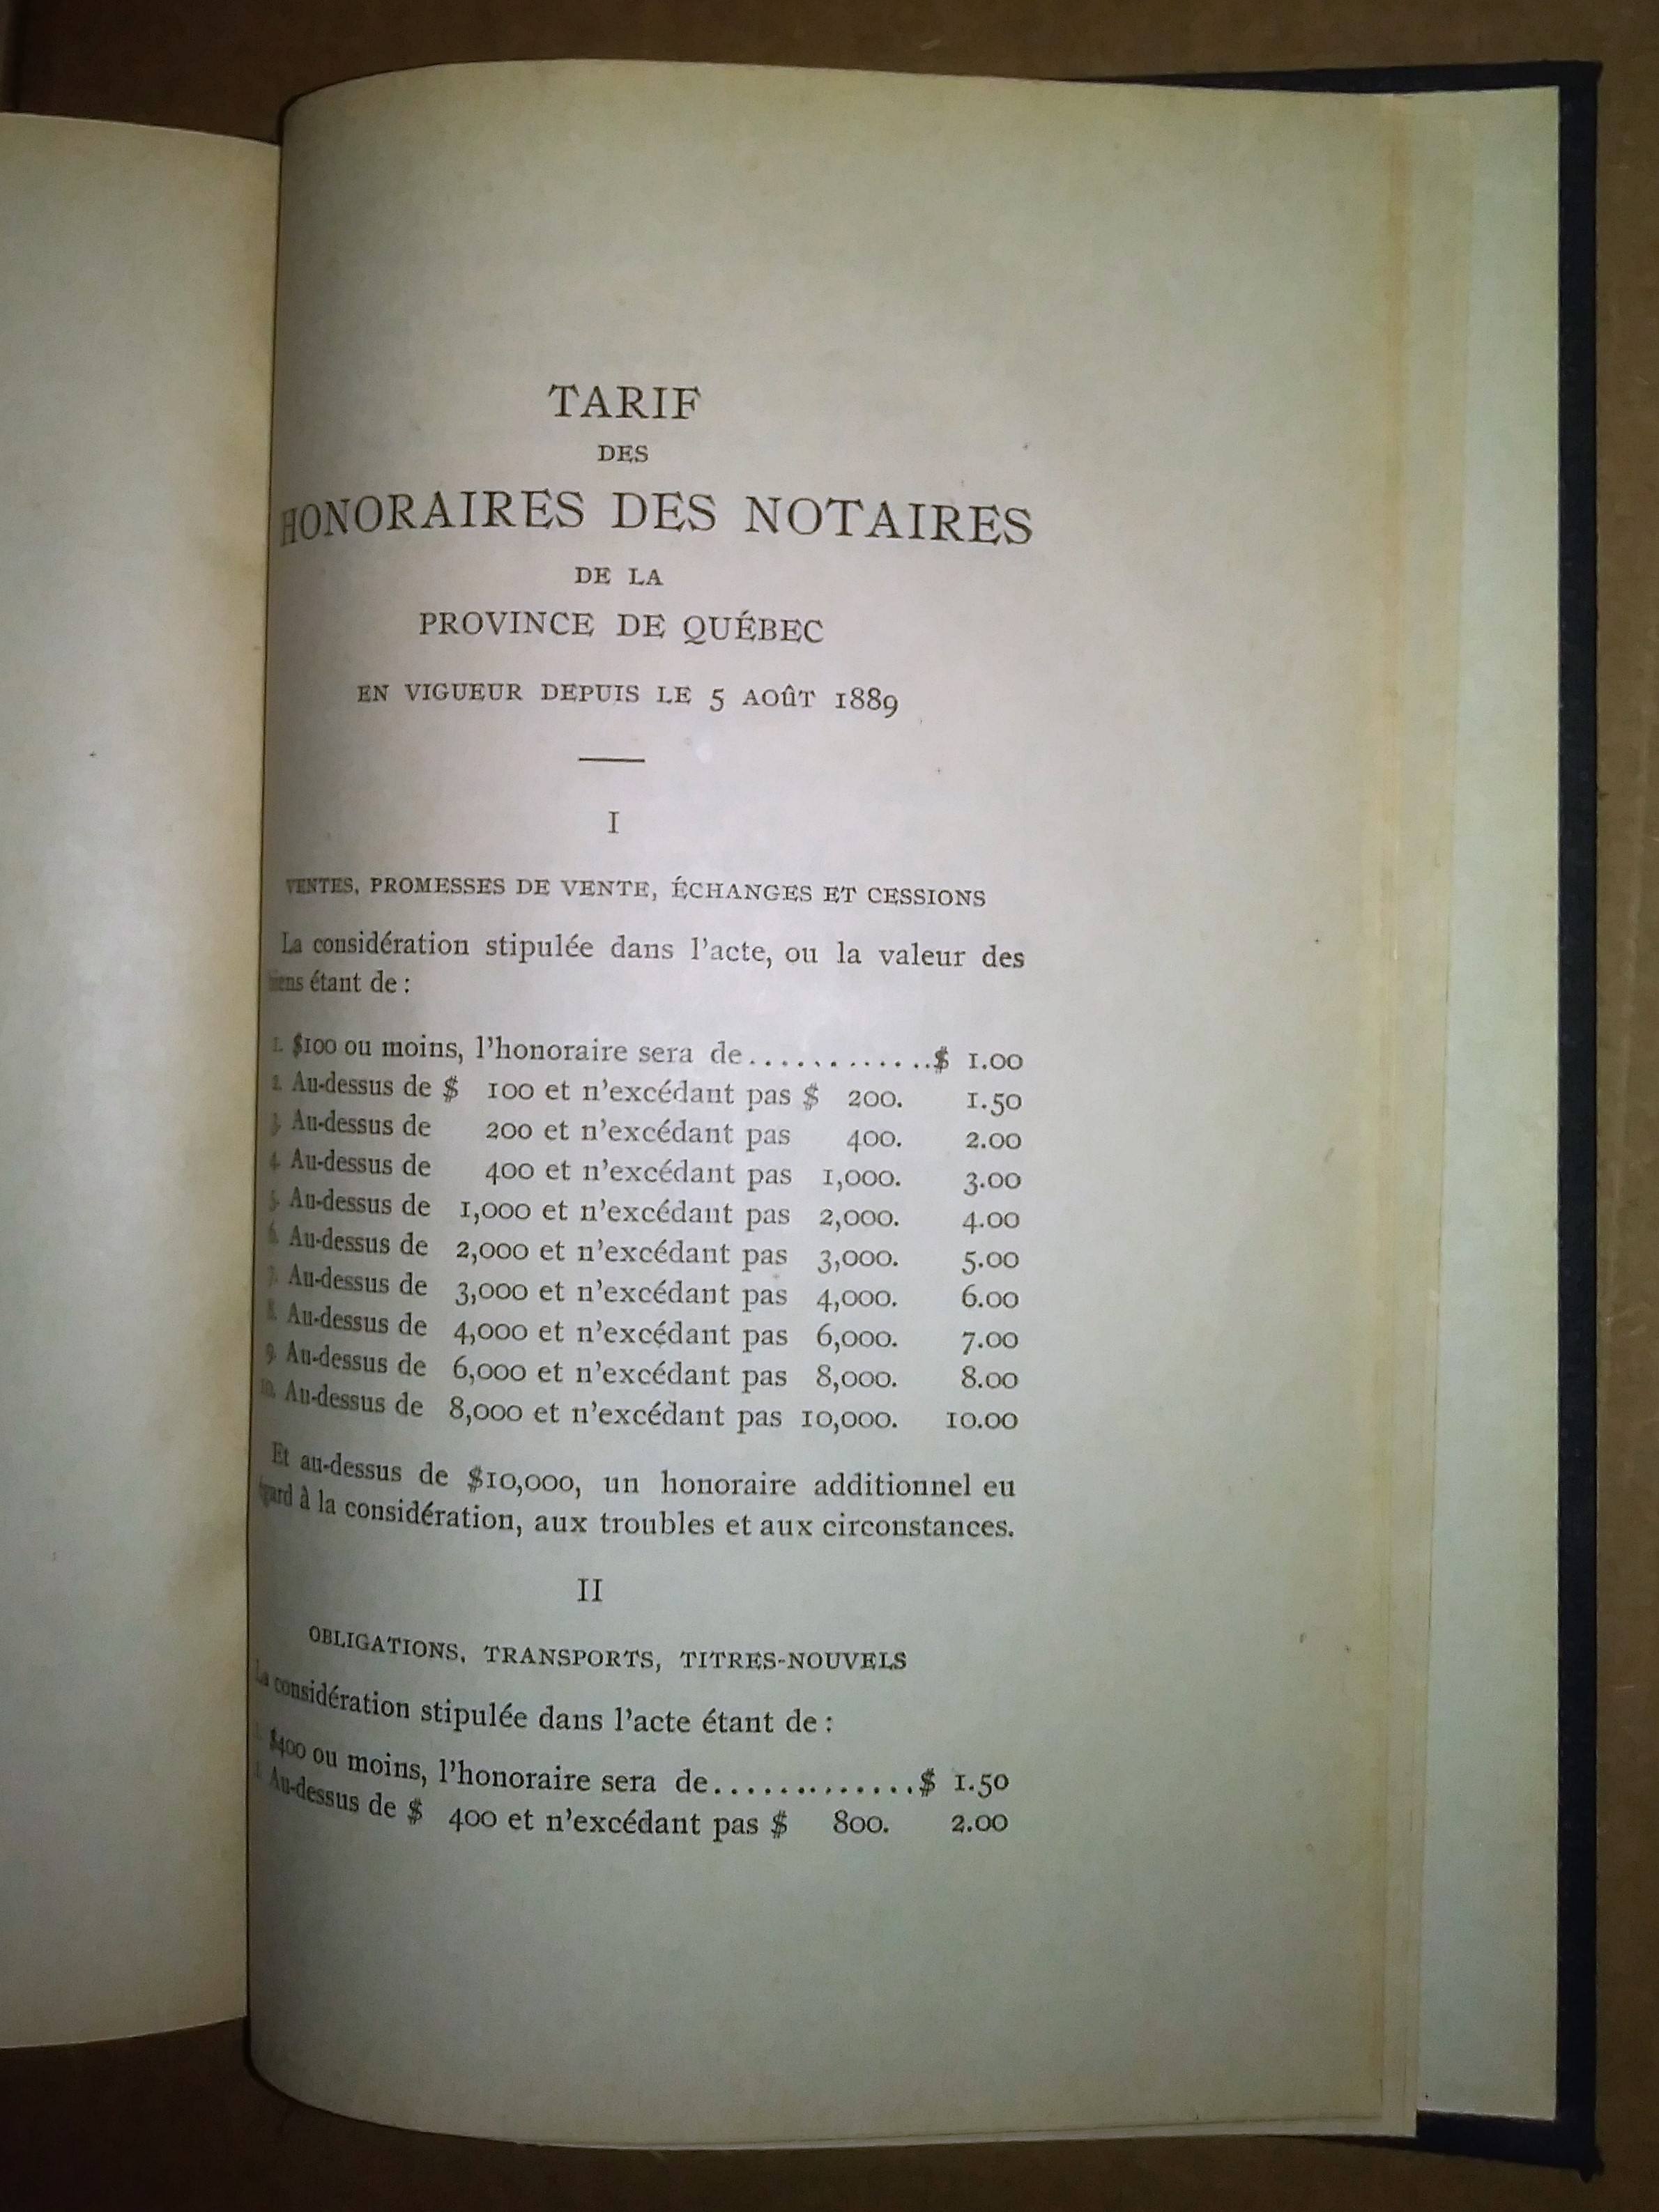 TARIF
DES
HONORAIRES DES NOTAIRES
DE LA
PROVINCE DE QUÉBEC
EN VIGUEUR DEPUIS LE 5 AOÛT 1889
I
VENTES, PROMESSES DE VENTE, ÉCHANGES ET CESSIONS
La considération stipulée dans l'acte, ou la valeur des
biens étant de :
1. $100 ou moins, l'honoraire sera de............$ 1.00
2. Au-dessus de $ 100 et n'excédant pas $ 200. 1.50
3. Au-dessus de 200 et n'excédant pas 400. 2.00
4. Au-dessus de 400 et n'excédant pas 1,000. 3.00
5. Au-dessus de 1,000 et n'excédant pas 2,000. 4.00
6. Au-dessus de 2,000 et n'excédant pas 3,000. 5.00
7. Au-dessus de 3,000 et n'excédant pas 4,000. 6.00
8. Au-dessus de 4,000 et n'excédant pas 6,000. 7.00
9. Au-dessus de 6,000 et n'excédant pas 8,000. 8.00
10. Au-dessus de 8,000 et n'excédant pas 10,000. 10.00
Et au-dessus de $10,000, un honoraire additionnel eu
égard à la considération, aux troubles et aux circonstances.
II
OBLIGATIONS, TRANSPORTS, TITRES-NOUVELS
La considération stipulée dans l'acte étant de :
$400 ou moins, l'honoraire sera de.............$ 1.50
Au-dessus de $ 400 et n'excédant pas $ 800. 2.00